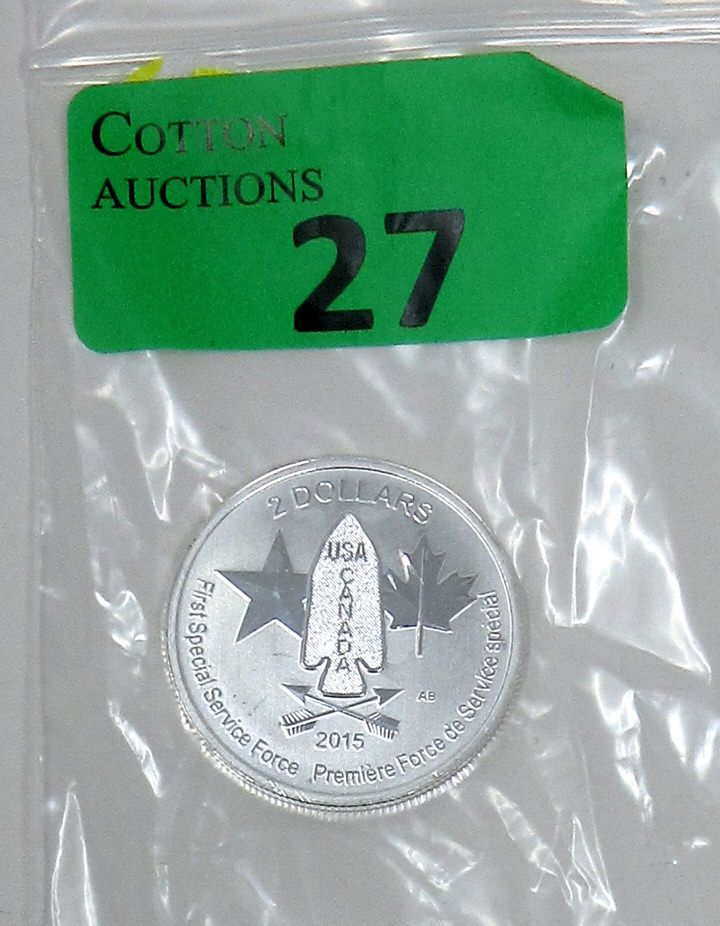 COTTON
AUCTIONS
27
2 DOLLARS
USA
CANADA
First Special Service Force
Première Force de Service spécial
AB
2015